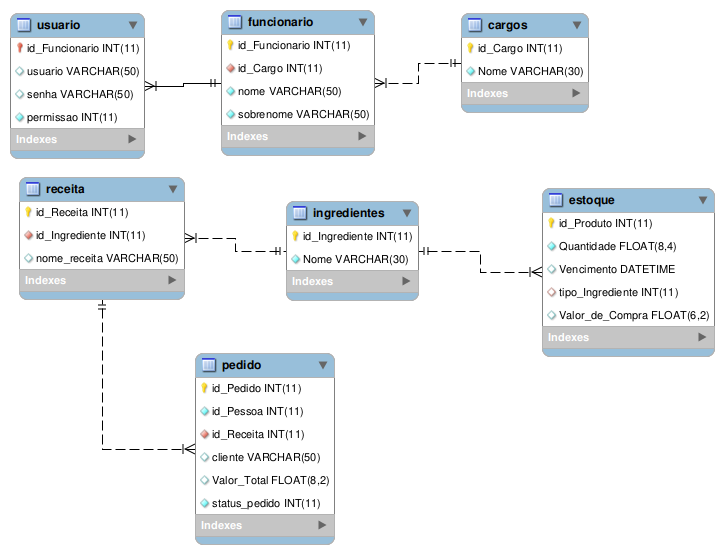 usuario
id_Funcionario INT(11)
usuario VARCHAR(50)
senha VARCHAR(50)
permissao INT(11)
Indexes
funcionario
id_Funcionario INT(11)
id_Cargo INT(11)
nome VARCHAR(50)
sobrenome VARCHAR(50)
Indexes
cargos
id_Cargo INT(11)
Nome VARCHAR(30)
Indexes
receita
id_Receita INT(11)
id_Ingrediente INT(11)
nome_receita VARCHAR(50)
Indexes
ingredientes
id_Ingrediente INT(11)
Nome VARCHAR(30)
Indexes
estoque
id_Produto INT(11)
Quantidade FLOAT(8,4)
Vencimento DATETIME
tipo_Ingrediente INT(11)
Valor_de_Compra FLOAT(6,2)
Indexes
pedido
id_Pedido INT(11)
id_Pessoa INT(11)
id_Receita INT(11)
cliente VARCHAR(50)
Valor_Total FLOAT(8,2)
status_pedido INT(11)
Indexes